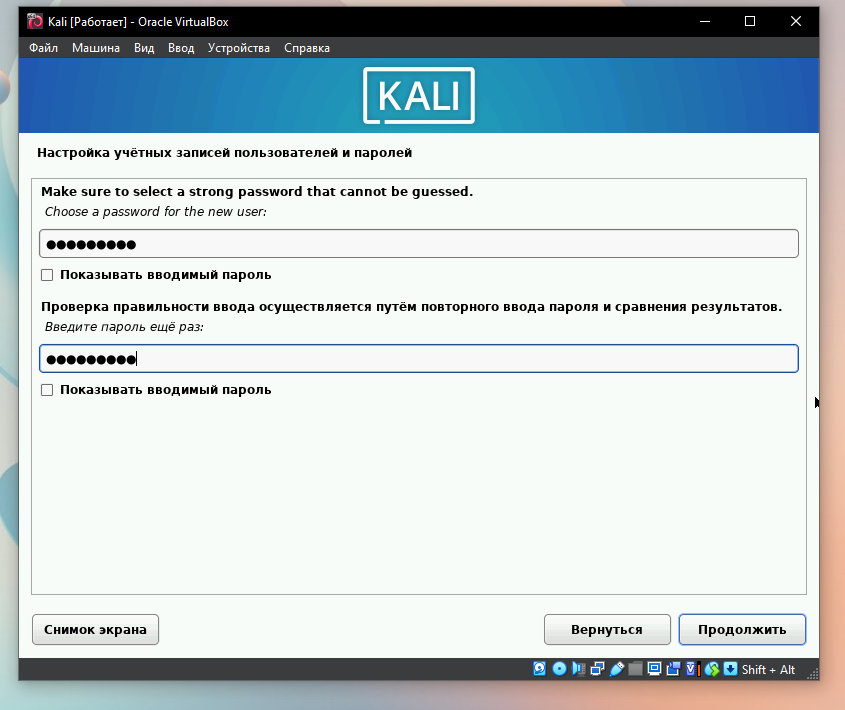 Kali [Работает] - Oracle VirtualBox
Файл Машина Вид Ввод Устройства Справка
KALI
Настройка учётных записей пользователей и паролей
Make sure to select a strong password that cannot be guessed.
Choose a password for the new user:
●●●●●●●●●
Показывать вводимый пароль
Проверка правильности ввода осуществляется путём повторного ввода пароля и сравнения результатов.
Введите пароль ещё раз:
●●●●●●●●●
Показывать вводимый пароль
Снимок экрана Вернуться Продолжить
Shift + Alt